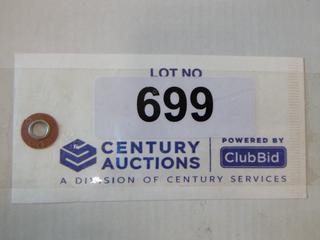 LOT NO
699
CENTURY
AUCTIONS
POWERED BY
ClubBid
A DIVISION OF CENTURY SERVICES